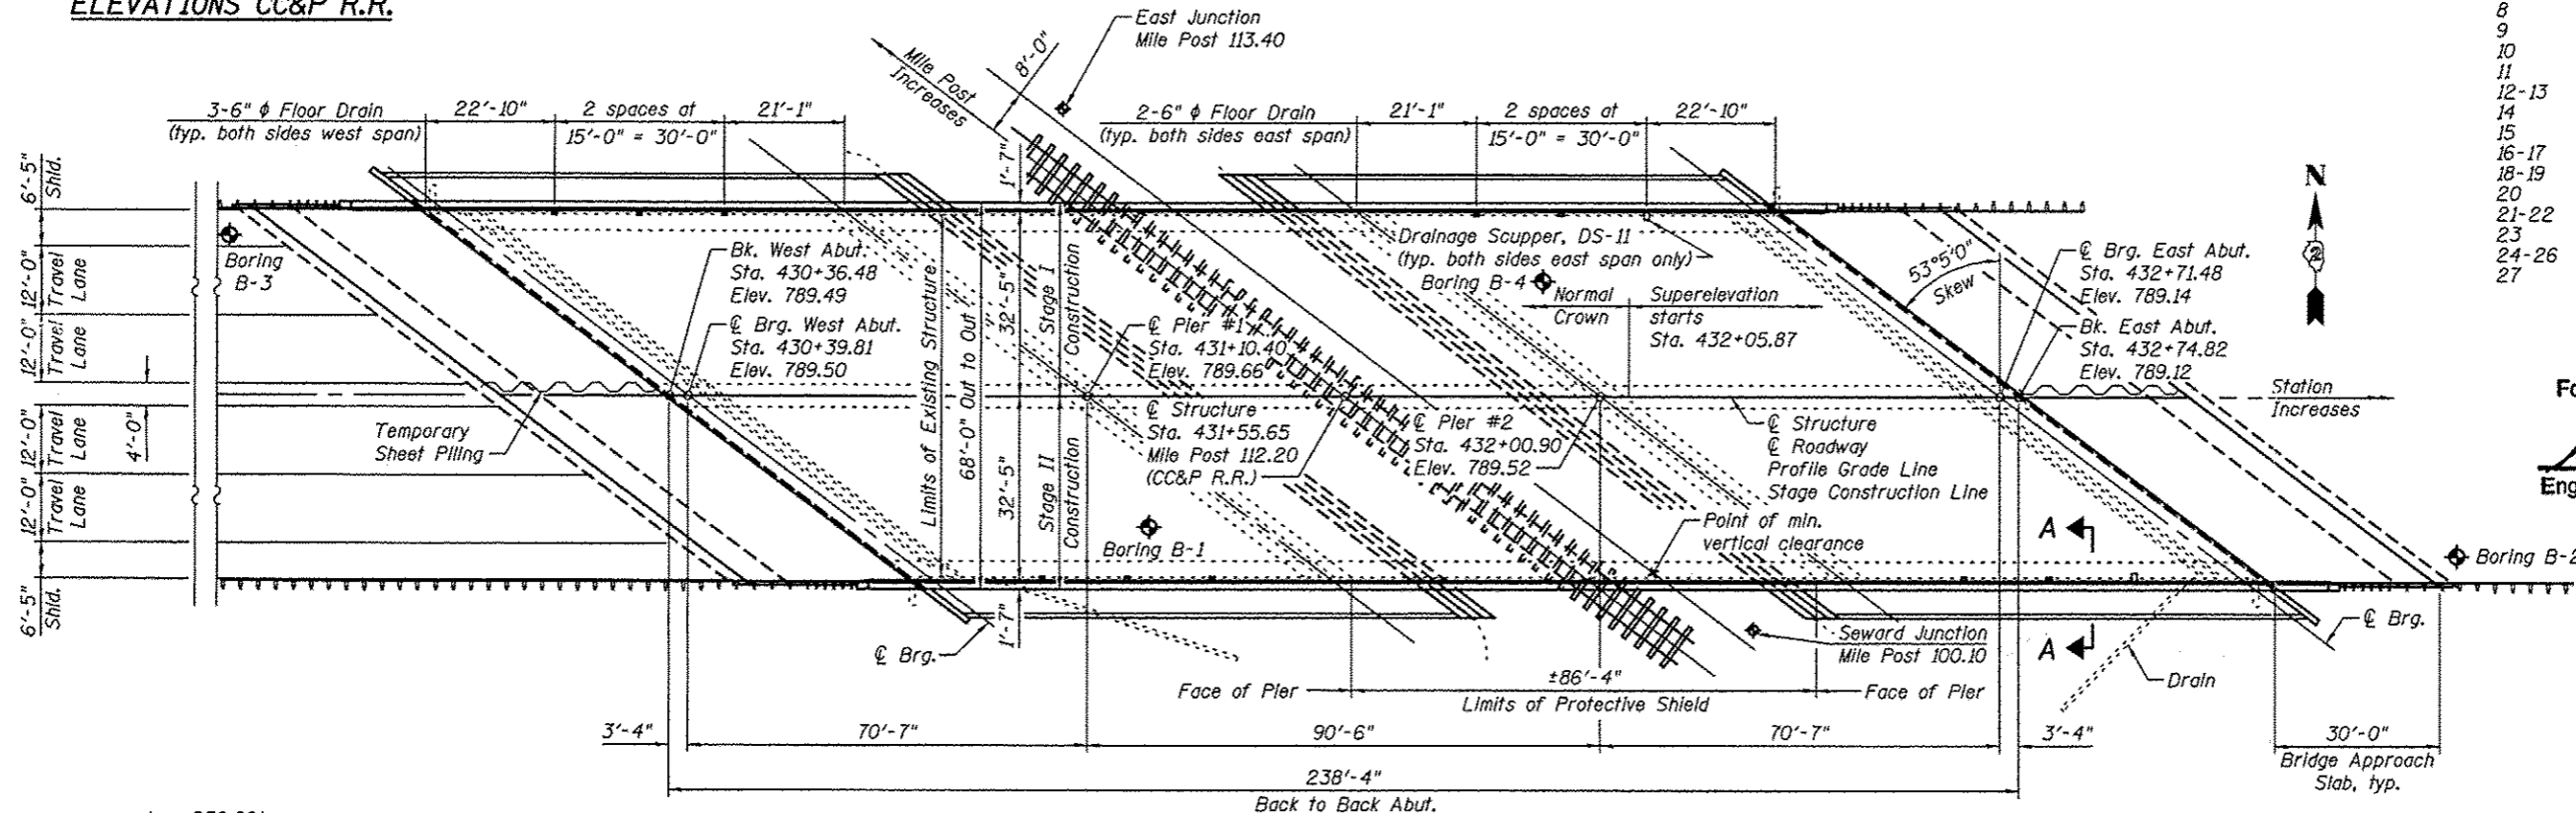 ELEVATIONS CC&P R.R.
East Junction
Mile Post 113.40
Mile Post
Increases
8'-0"
3-6" ϕ Floor Drain
(typ. both sides west span)
22'-10"
2 spaces at
15'-0" = 30'-0"
21'-1"
2-6" ϕ Floor Drain
(typ. both sides east span)
21'-1"
2 spaces at
15'-0" = 30'-0"
22'-10"
8
9
10
11
12-13
14
15
16-17
18-19
20
21-22
23
24-26
27
N
2
6'-5"
Shld.
12'-0"
Travel
Lane
12'-0"
Travel
Lane
4'-0"
12'-0"
Travel
Lane
12'-0"
Travel
Lane
6'-5"
Shld.
Boring
B-3
Temporary
Sheet Piling
Bk. West Abut.
Sta. 430+36.48
Elev. 789.49
℄ Brg. West Abut.
Sta. 430+39.81
Elev. 789.50
Limits of Existing Structure
68'-0" Out to Out
1'-7"
32'-5"
32'-5"
1'-7"
Stage I
Construction
Stage II
Construction
℄ Pier #1
Sta. 431+10.40
Elev. 789.66
℄ Structure
Sta. 431+55.65
Mile Post 112.20
(CC&P R.R.)
Boring B-1
Drainage Scupper, DS-11
(typ. both sides east span only)
Boring B-4
Normal
Crown
Superelevation
starts
Sta. 432+05.87
53°5'0"
Skew
℄ Brg. East Abut.
Sta. 432+71.48
Elev. 789.14
Bk. East Abut.
Sta. 432+74.82
Elev. 789.12
Station
Increases
℄ Pier #2
Sta. 432+00.90
Elev. 789.52
℄ Structure
℄ Roadway
Profile Grade Line
Stage Construction Line
Point of min.
vertical clearance
A
A
Boring B-2
Seward Junction
Mile Post 100.10
℄ Brg.
℄ Brg.
Drain
Face of Pier
±86'-4"
Limits of Protective Shield
Face of Pier
3'-4"
70'-7"
90'-6"
70'-7"
3'-4"
30'-0"
Bridge Approach
Slab, typ.
238'-4"
Back to Back Abut.